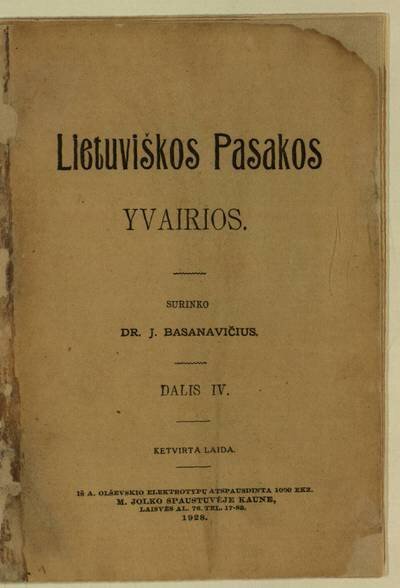 Lietuviškos Pasakos
YVAIRIOS.
SURINKO
DR. J. BASANAVIČIUS.
DALIS IV.
KETVIRTA LAIDA.
IŠ A. OLŠEVSKIO ELEKTROTYPŲ ATSPAUSDINTA 1000 EKZ.
M. JOLKO SPAUSTUVĖJE KAUNE,
LAISVĖS AL. 76. TEL. 17-82.
1928.